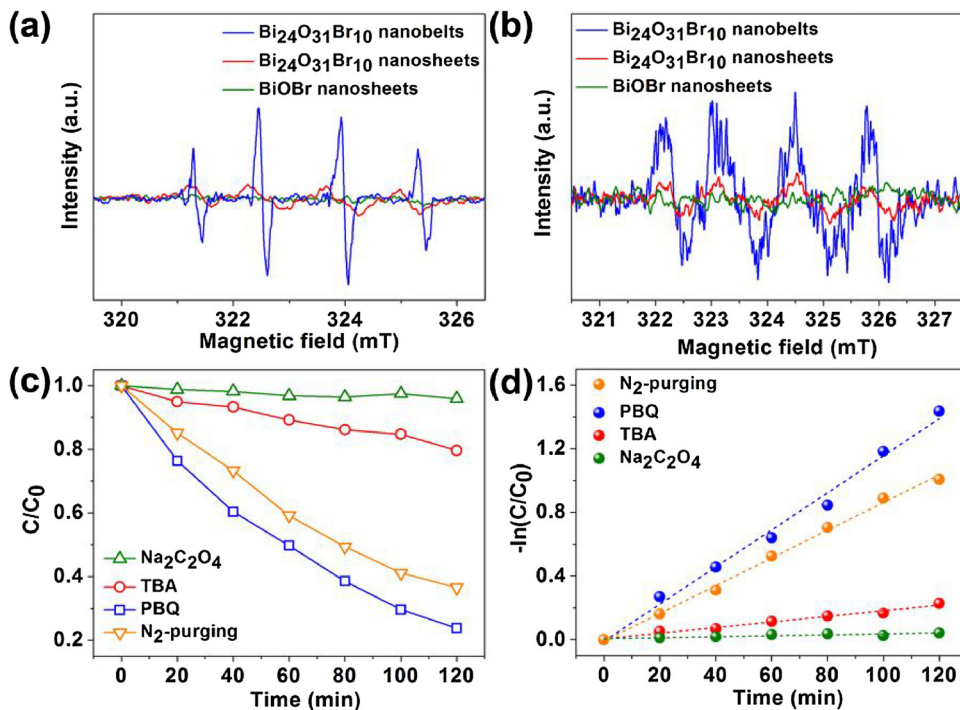 (a)
Bi24O31Br10 nanobelts
Bi24O31Br10 nanosheets
BiOBr nanosheets
Intensity (a.u.)
320 322 324 326
Magnetic field (mT)
(b)
Bi24O31Br10 nanobelts
Bi24O31Br10 nanosheets
BiOBr nanosheets
Intensity (a.u.)
321 322 323 324 325 326 327
Magnetic field (mT)
(c)
C/C0
1.0
0.8
0.6
0.4
0.2
Na2C2O4
TBA
PBQ
N2-purging
0 20 40 60 80 100 120
Time (min)
(d)
-ln(C/C0)
1.6
1.2
0.8
0.4
0.0
N2-purging
PBQ
TBA
Na2C2O4
0 20 40 60 80 100 120
Time (min)